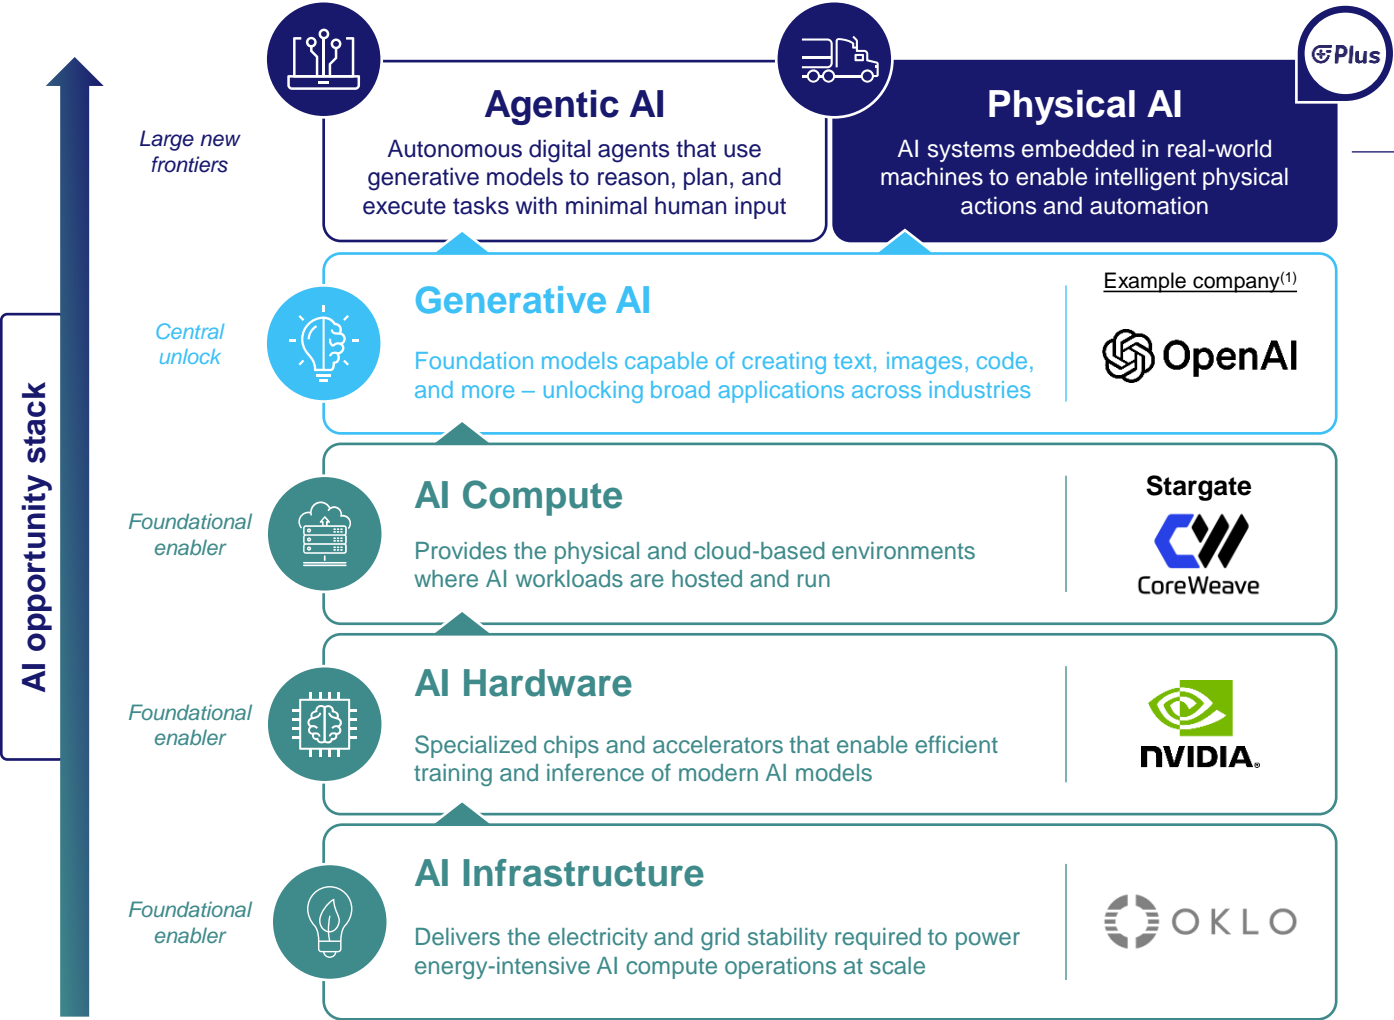 Plus
Agentic AI
Autonomous digital agents that use
generative models to reason, plan, and
execute tasks with minimal human input
Physical AI
AI systems embedded in real-world
machines to enable intelligent physical
actions and automation
Large new
frontiers
AI opportunity stack
Central
unlock
Generative AI
Foundation models capable of creating text, images, code,
and more – unlocking broad applications across industries
Example company(1)
OpenAI
Foundational
enabler
AI Compute
Provides the physical and cloud-based environments
where AI workloads are hosted and run
Stargate
CoreWeave
Foundational
enabler
AI Hardware
Specialized chips and accelerators that enable efficient
training and inference of modern AI models
NVIDIA.
Foundational
enabler
AI Infrastructure
Delivers the electricity and grid stability required to power
energy-intensive AI compute operations at scale
OKLO